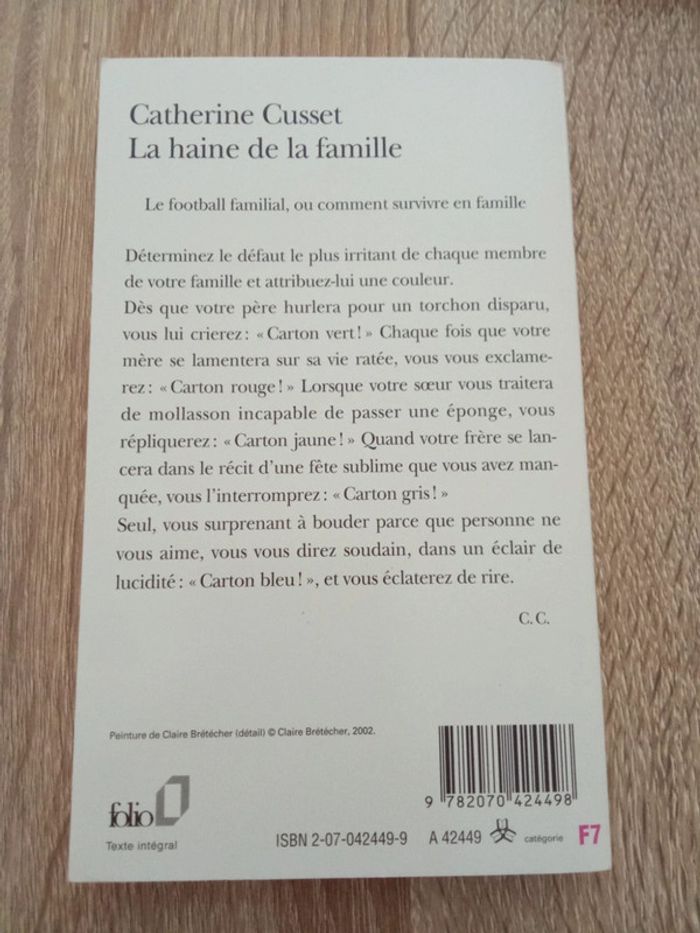 Catherine Cusset
La haine de la famille
Le football familial, ou comment survivre en famille
Déterminez le défaut le plus irritant de chaque membre
de votre famille et attribuez-lui une couleur.
Dès que votre père hurlera pour un torchon disparu,
vous lui crierez : « Carton vert ! » Chaque fois que votre
mère se lamentera sur sa vie ratée, vous vous exclame-
rez : « Carton rouge ! » Lorsque votre sœur vous traitera
de mollasson incapable de passer une éponge, vous
répliquerez : « Carton jaune ! » Quand votre frère se lan-
cera dans le récit d'une fête sublime que vous avez man-
quée, vous l'interromprez : « Carton gris ! »
Seul, vous surprenant à bouder parce que personne ne
vous aime, vous vous direz soudain, dans un éclair de
lucidité : « Carton bleu ! », et vous éclaterez de rire.
C. C.
Peinture de Claire Brétécher (détail) © Claire Brétécher, 2002.
9 782070 424498
folio
Texte intégral
ISBN 2-07-042449-9 A 42449 catégorie F7